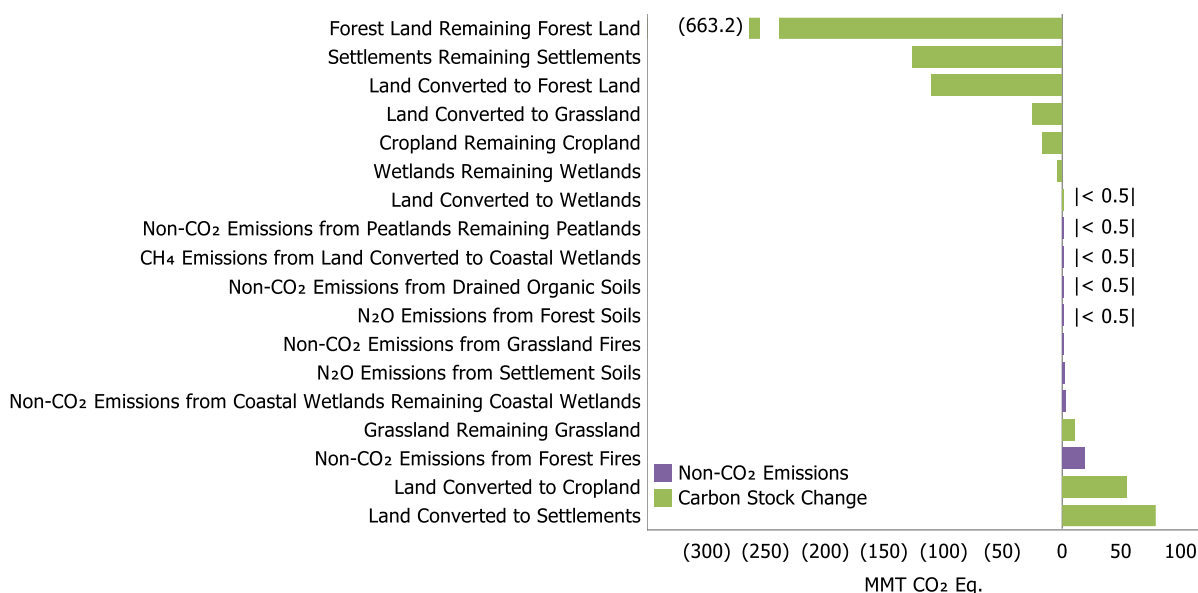 Forest Land Remaining Forest Land (663.2)
Settlements Remaining Settlements
Land Converted to Forest Land
Land Converted to Grassland
Cropland Remaining Cropland
Wetlands Remaining Wetlands
Land Converted to Wetlands |< 0.5|
Non-CO₂ Emissions from Peatlands Remaining Peatlands |< 0.5|
CH₄ Emissions from Land Converted to Coastal Wetlands |< 0.5|
Non-CO₂ Emissions from Drained Organic Soils |< 0.5|
N₂O Emissions from Forest Soils |< 0.5|
Non-CO₂ Emissions from Grassland Fires
N₂O Emissions from Settlement Soils
Non-CO₂ Emissions from Coastal Wetlands Remaining Coastal Wetlands
Grassland Remaining Grassland
Non-CO₂ Emissions from Forest Fires
Land Converted to Cropland
Land Converted to Settlements
Non-CO₂ Emissions
Carbon Stock Change
(300) (250) (200) (150) (100) (50) 0 50 100
MMT CO₂ Eq.